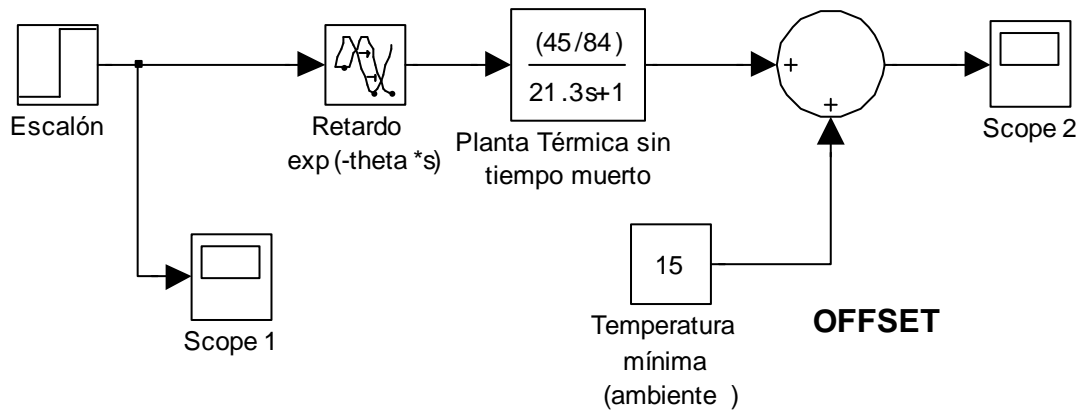 Escalón
Retardo
exp (-theta *s)
(45/84)
21 .3s+1
Planta Térmica sin
tiempo muerto
+
+
Scope 2
Scope 1
15
Temperatura
mínima
(ambiente )
OFFSET